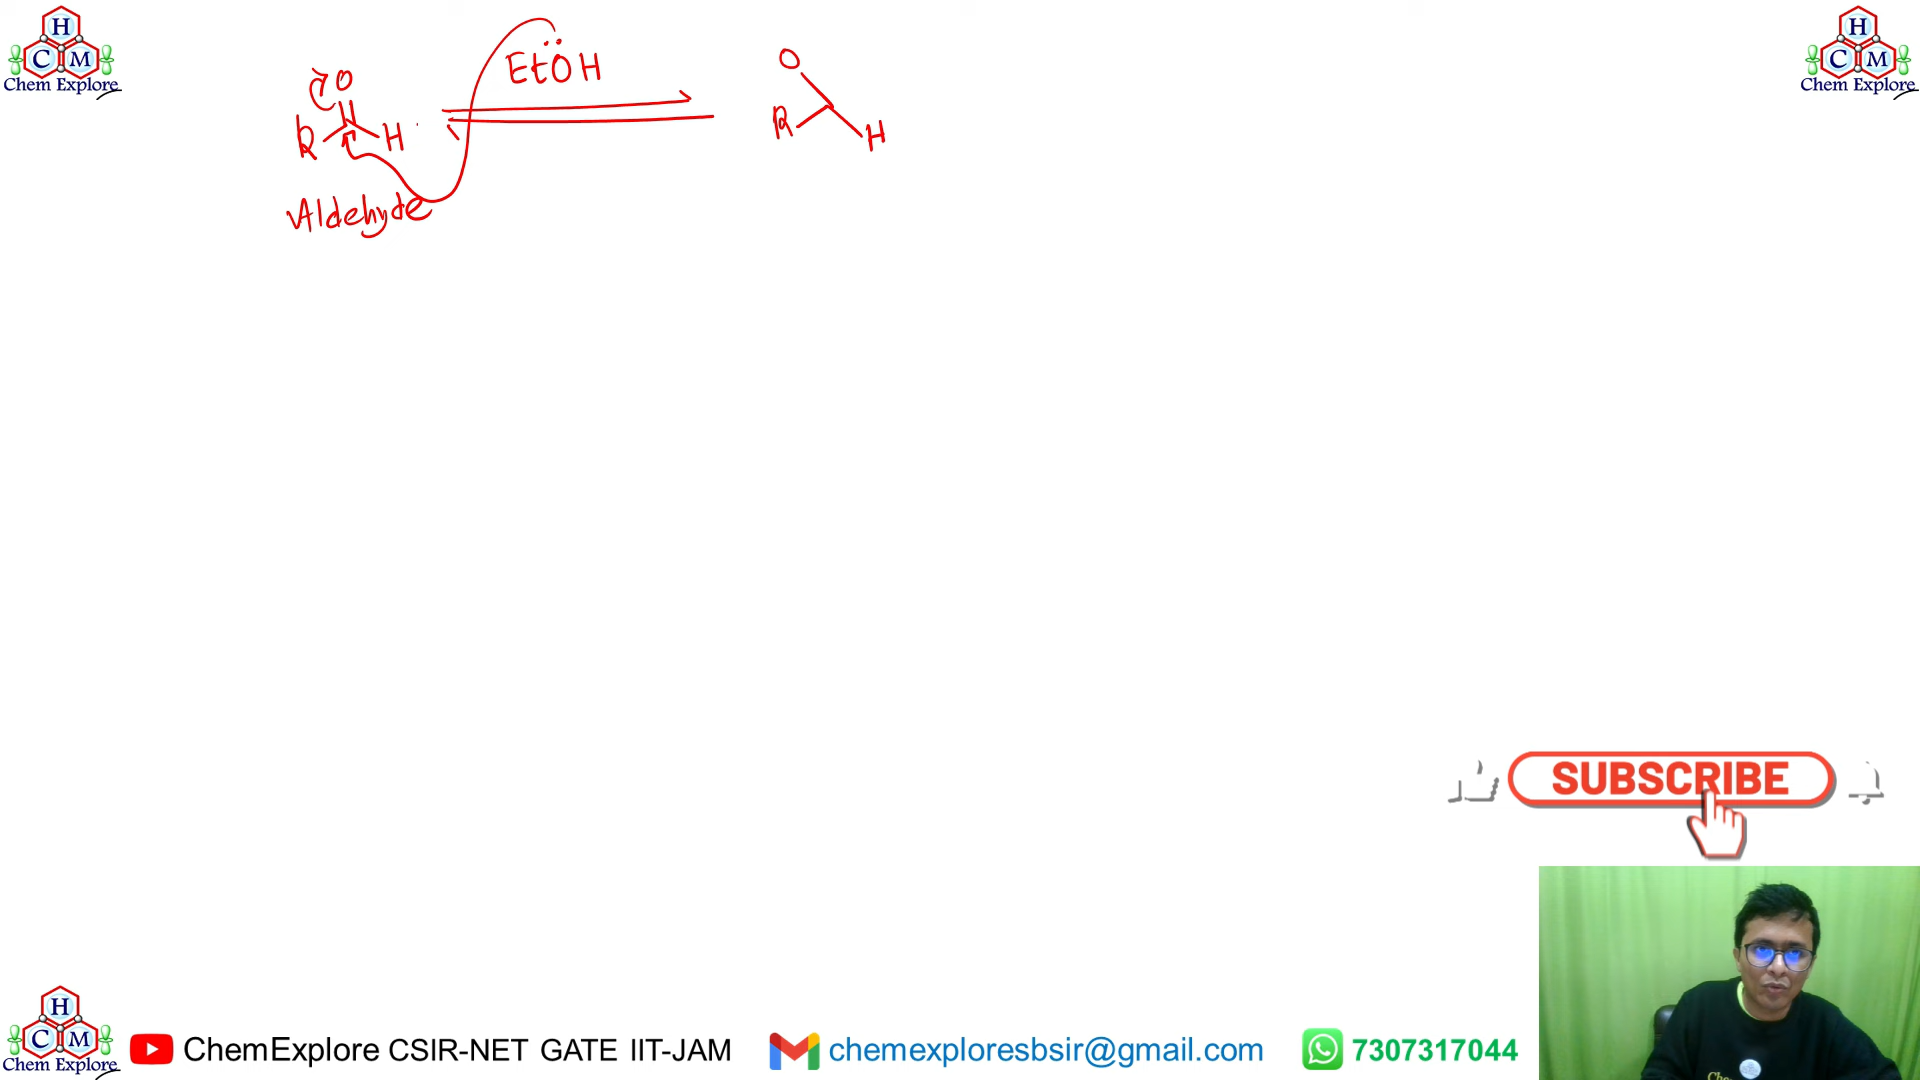 H
C M
Chem Explore
H
C M
Chem Explore
EtÖH
O
R H
Aldehyde
O
R
H
SUBSCRIBE
H
C M
Chem Explore
ChemExplore CSIR-NET GATE IIT-JAM
chemexploresbsir@gmail.com
7307317044